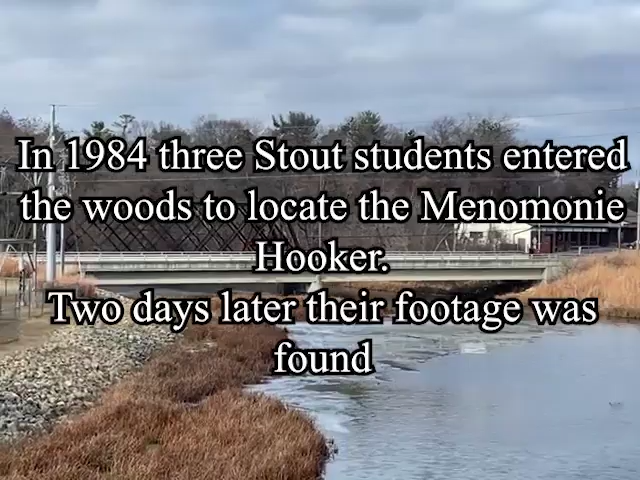 In 1984 three Stout students entered
the woods to locate the Menomonie
Hooker.
Two days later their footage was
found